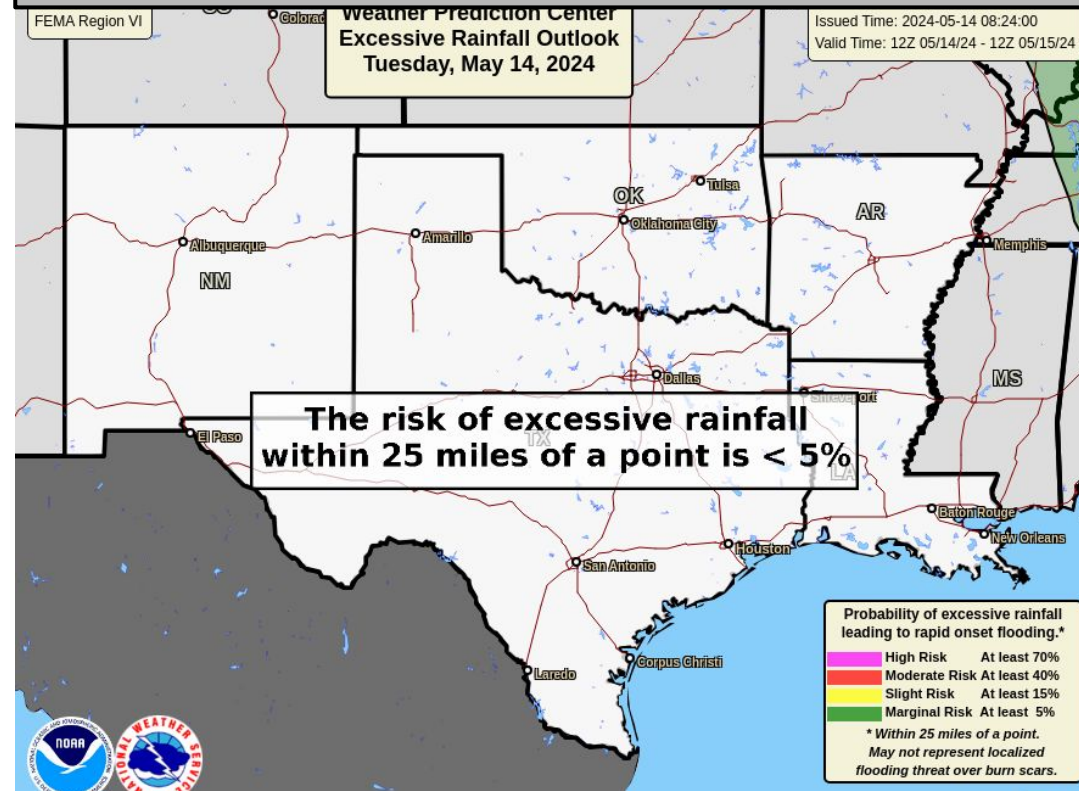 FEMA Region VI
Weather Prediction Center
Excessive Rainfall Outlook
Tuesday, May 14, 2024
Issued Time: 2024-05-14 08:24:00
Valid Time: 12Z 05/14/24 - 12Z 05/15/24
Colorad
Tulsa
OK
Oklahoma City
AR
Albuquerque
Amarillo
Memphis
NM
Dallas
MS
Shreveport
The risk of excessive rainfall
within 25 miles of a point is < 5%
El Paso
TX
LA
Baton Rouge
New Orleans
Houston
San Antonio
Laredo
Corpus Christi
Probability of excessive rainfall
leading to rapid onset flooding.*
High Risk At least 70%
Moderate Risk At least 40%
Slight Risk At least 15%
Marginal Risk At least 5%
* Within 25 miles of a point.
May not represent localized
flooding threat over burn scars.
NOAA
NATIONAL WEATHER SERVICE